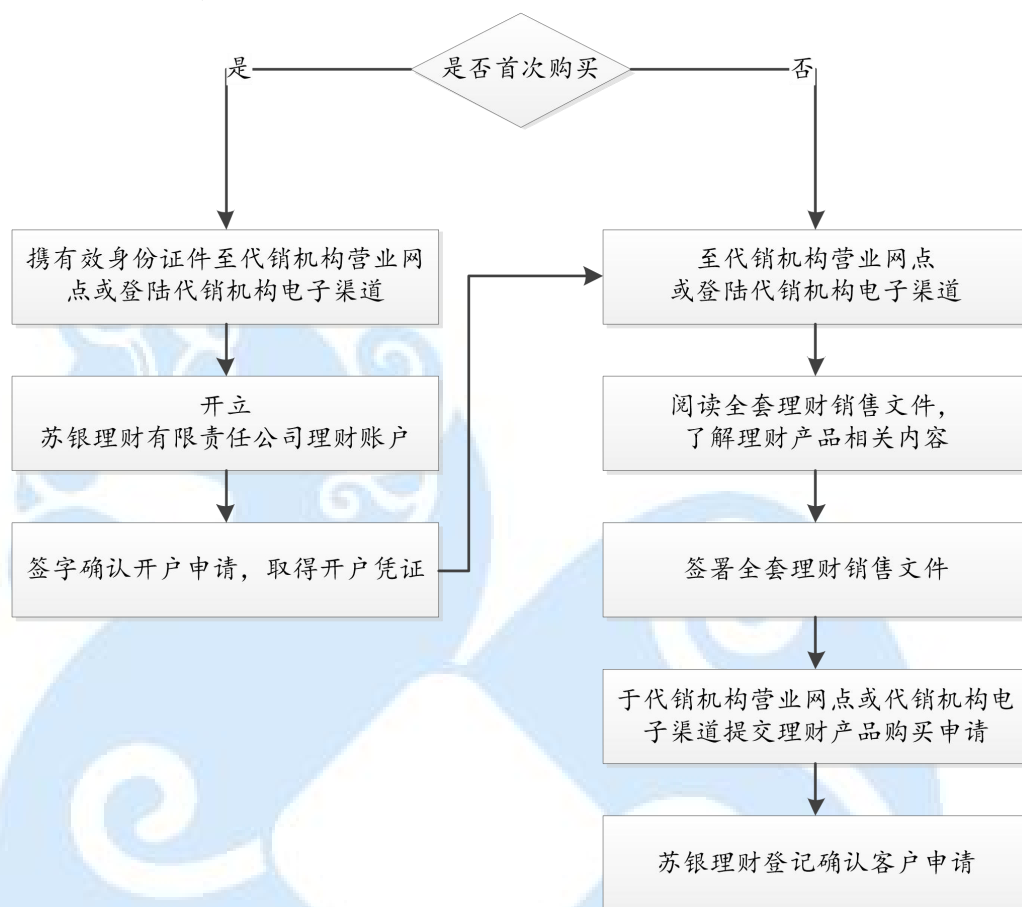 是否首次购买
是
否
携有效身份证件至代销机构营业网
点或登陆代销机构电子渠道
开立
苏银理财有限责任公司理财账户
签字确认开户申请，取得开户凭证
至代销机构营业网点
或登陆代销机构电子渠道
阅读全套理财销售文件，
了解理财产品相关内容
签署全套理财销售文件
于代销机构营业网点或代销机构电
子渠道提交理财产品购买申请
苏银理财登记确认客户申请